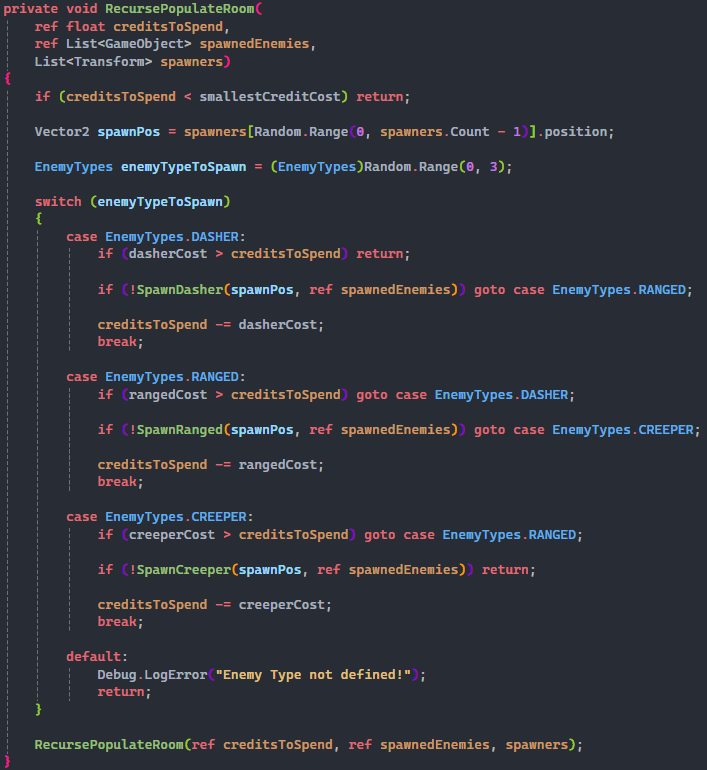 private void RecursePopulateRoom(
ref float creditsToSpend,
ref List<GameObject> spawnedEnemies,
List<Transform> spawners)
{
if (creditsToSpend < smallestCreditCost) return;
Vector2 spawnPos = spawners[Random.Range(0, spawners.Count - 1)].position;
EnemyTypes enemyTypeToSpawn = (EnemyTypes)Random.Range(0, 3);
switch (enemyTypeToSpawn)
{
case EnemyTypes.DASHER:
if (dasherCost > creditsToSpend) return;
if (!SpawnDasher(spawnPos, ref spawnedEnemies)) goto case EnemyTypes.RANGED;
creditsToSpend -= dasherCost;
break;
case EnemyTypes.RANGED:
if (rangedCost > creditsToSpend) goto case EnemyTypes.DASHER;
if (!SpawnRanged(spawnPos, ref spawnedEnemies)) goto case EnemyTypes.CREEPER;
creditsToSpend -= rangedCost;
break;
case EnemyTypes.CREEPER:
if (creeperCost > creditsToSpend) goto case EnemyTypes.RANGED;
if (!SpawnCreeper(spawnPos, ref spawnedEnemies)) return;
creditsToSpend -= creeperCost;
break;
default:
Debug.LogError("Enemy Type not defined!");
return;
}
RecursePopulateRoom(ref creditsToSpend, ref spawnedEnemies, spawners);
}